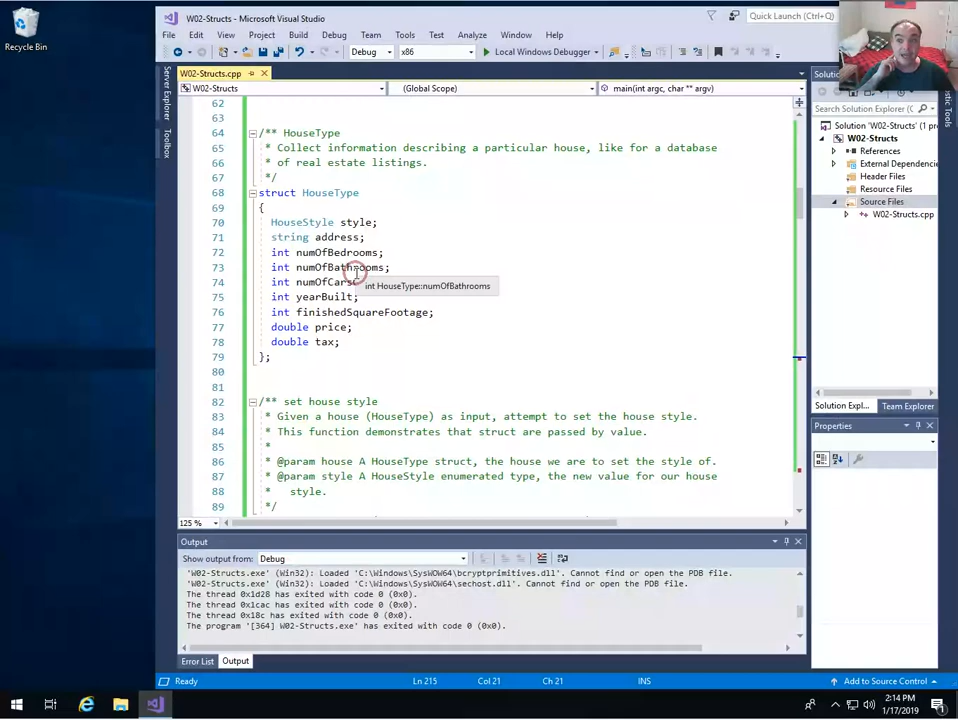 W02-Structs - Microsoft Visual Studio
Quick Launch (Ctrl+Q)
Recycle Bin
File Edit View Project Build Debug Team Tools Test Analyze Window Help
Debug x86 Local Windows Debugger
W02-Structs.cpp
W02-Structs (Global Scope) main(int argc, char ** argv)
Server Explorer
Toolbox
62
63
64 /** HouseType
65 * Collect information describing a particular house, like for a database
66 * of real estate listings.
67 */
68 struct HouseType
69 {
70 HouseStyle style;
71 string address;
72 int numOfBedrooms;
73 int numOfBathrooms;
74 int numOfCars
int HouseType::numOfBathrooms
75 int yearBuilt;
76 int finishedSquareFootage;
77 double price;
78 double tax;
79 };
80
81
82 /** set house style
83 * Given a house (HouseType) as input, attempt to set the house style.
84 * This function demonstrates that struct are passed by value.
85 *
86 * @param house A HouseType struct, the house we are to set the style of.
87 * @param style A HouseStyle enumerated type, the new value for our house
88 * style.
89 */
125 %
Solution
Search Solution Explorer (
Solution 'W02-Structs' (1 pr
W02-Structs
References
External Dependencie
Header Files
Resource Files
Source Files
W02-Structs.cpp
Solution Expl... Team Explorer
Properties
Output
Show output from: Debug
'W02-Structs.exe' (Win32): Loaded 'C:\Windows\SysWOW64\bcryptprimitives.dll'. Cannot find or open the PDB file.
'W02-Structs.exe' (Win32): Loaded 'C:\Windows\SysWOW64\sechost.dll'. Cannot find or open the PDB file.
The thread 0x1d28 has exited with code 0 (0x0).
The thread 0x1cac has exited with code 0 (0x0).
The thread 0x18c has exited with code 0 (0x0).
The program '[364] W02-Structs.exe' has exited with code 0 (0x0).
Error List Output
Ready Ln 215 Col 21 Ch 21 INS Add to Source Control
2:14 PM
1/17/2019